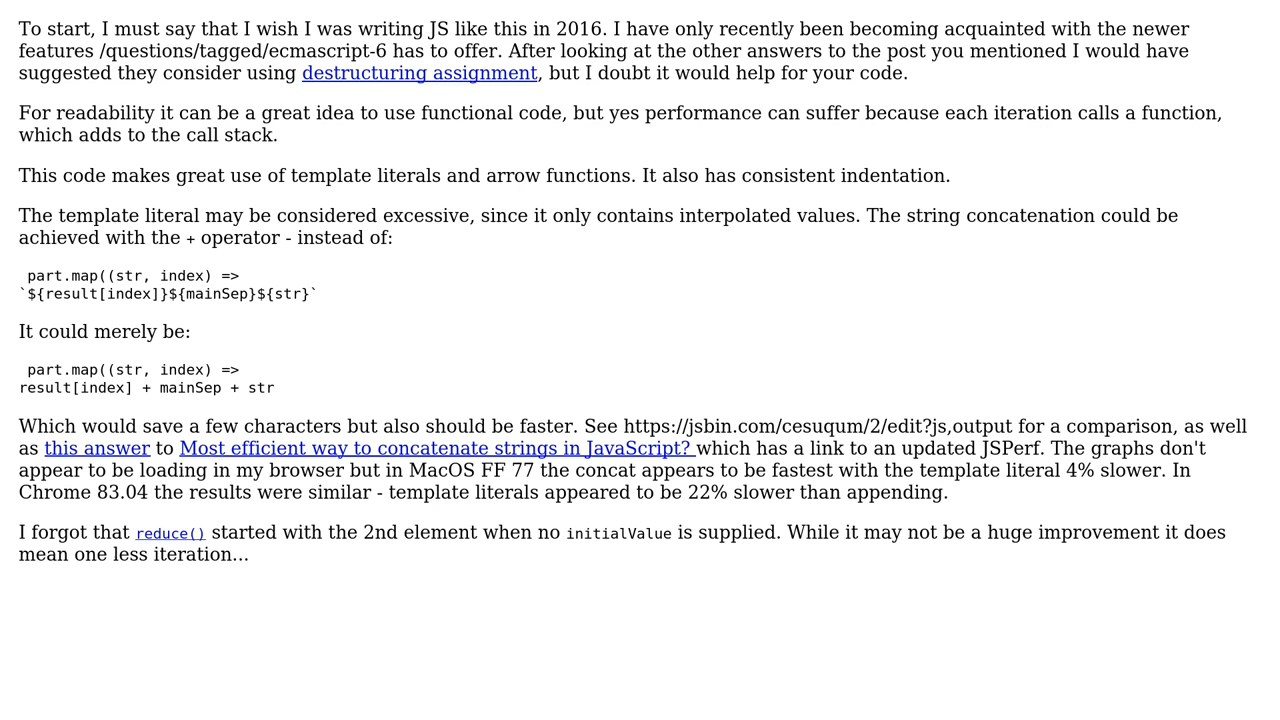 To start, I must say that I wish I was writing JS like this in 2016. I have only recently been becoming acquainted with the newer
features /questions/tagged/ecmascript-6 has to offer. After looking at the other answers to the post you mentioned I would have
suggested they consider using destructuring assignment, but I doubt it would help for your code.
For readability it can be a great idea to use functional code, but yes performance can suffer because each iteration calls a function,
which adds to the call stack.
This code makes great use of template literals and arrow functions. It also has consistent indentation.
The template literal may be considered excessive, since it only contains interpolated values. The string concatenation could be
achieved with the + operator - instead of:
part.map((str, index) =>
`${result[index]}${mainSep}${str}`
It could merely be:
part.map((str, index) =>
result[index] + mainSep + str
Which would save a few characters but also should be faster. See https://jsbin.com/cesuqum/2/edit?js,output for a comparison, as well
as this answer to Most efficient way to concatenate strings in JavaScript? which has a link to an updated JSPerf. The graphs don't
appear to be loading in my browser but in MacOS FF 77 the concat appears to be fastest with the template literal 4% slower. In
Chrome 83.04 the results were similar - template literals appeared to be 22% slower than appending.
I forgot that reduce() started with the 2nd element when no initialValue is supplied. While it may not be a huge improvement it does
mean one less iteration...